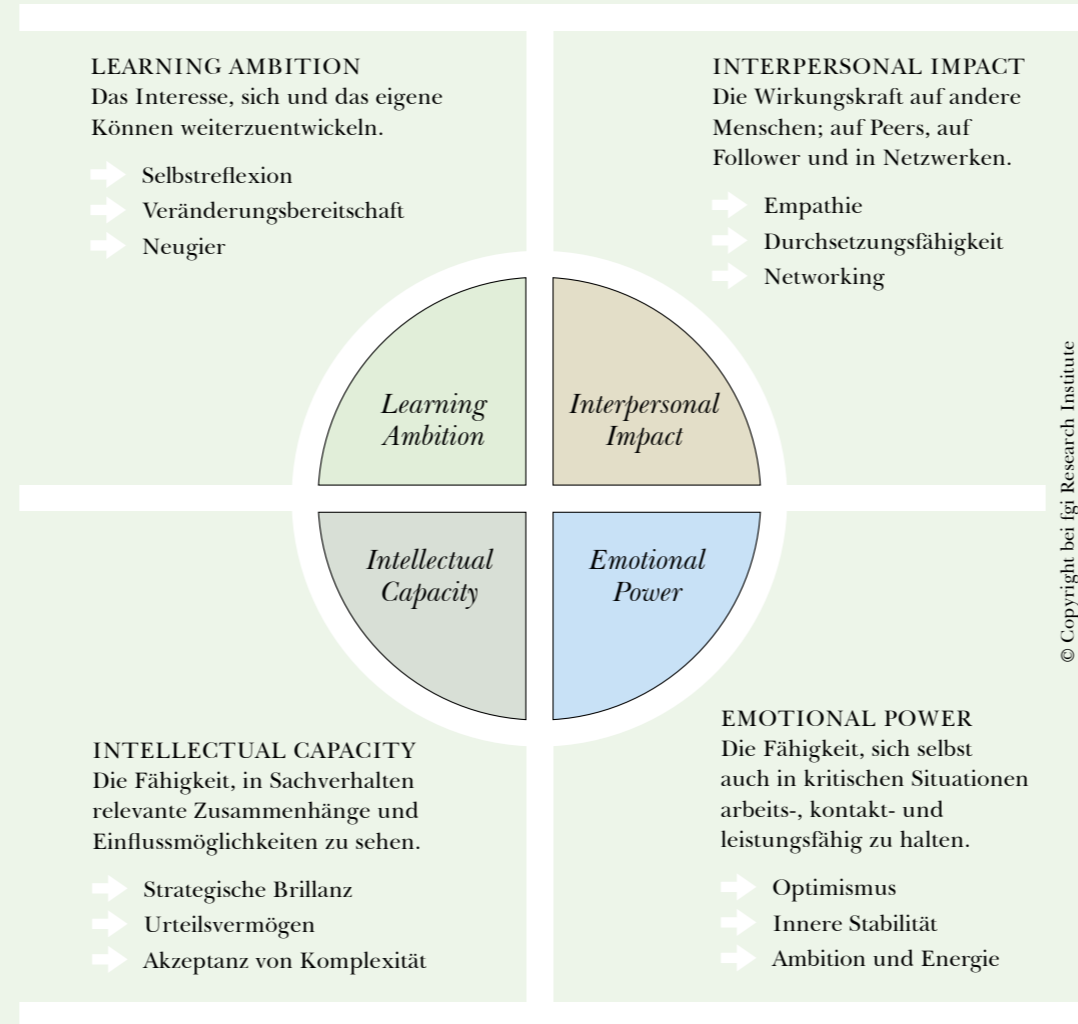 LEARNING AMBITION
Das Interesse, sich und das eigene
Können weiterzuentwickeln.
Selbstreflexion
Veränderungsbereitschaft
Neugier
INTERPERSONAL IMPACT
Die Wirkungskraft auf andere
Menschen; auf Peers, auf
Follower und in Netzwerken.
Empathie
Durchsetzungsfähigkeit
Networking
Learning
Ambition
Interpersonal
Impact
Intellectual
Capacity
Emotional
Power
INTELLECTUAL CAPACITY
Die Fähigkeit, in Sachverhalten
relevante Zusammenhänge und
Einflussmöglichkeiten zu sehen.
Strategische Brillanz
Urteilsvermögen
Akzeptanz von Komplexität
EMOTIONAL POWER
Die Fähigkeit, sich selbst
auch in kritischen Situationen
arbeits-, kontakt- und
leistungsfähig zu halten.
Optimismus
Innere Stabilität
Ambition und Energie
© Copyright bei fgi Research Institute